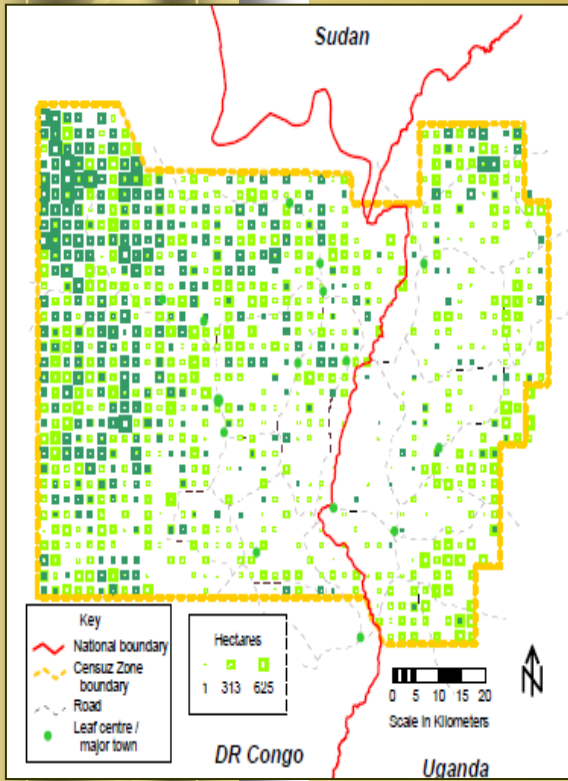 Sudan
Key
National boundary
Censuz Zone
boundary
Road
Leaf centre /
major town
Hectares
1 313 625
0 5 10 15 20
Scale in Kilometers
N
DR Congo
Uganda